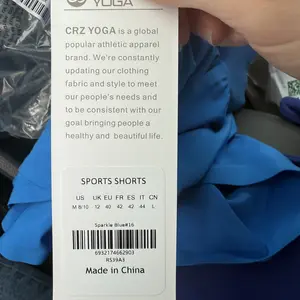 YOGA
CRZ YOGA is a global
popular athletic apparel
brand. We're constantly
updating our clothing
fabric and style to meet
our people's needs and
to be consistent with our
goal bringing people a
healthy and beautiful life.
SPORTS SHORTS
US UK EU FR ES IT CN
M 8/10 12 40 42 42 44 L
Sparkle Blue#16
6932174662903
R539A3
Made in China